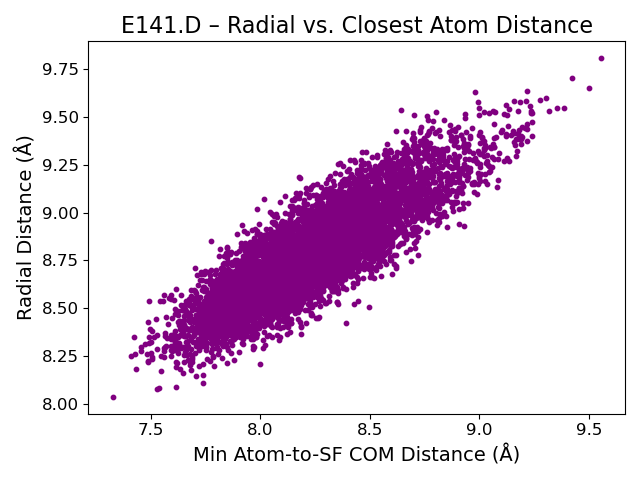 E141.D – Radial vs. Closest Atom Distance
Radial Distance (Å)
9.75
9.50
9.25
9.00
8.75
8.50
8.25
8.00
7.5 8.0 8.5 9.0 9.5
Min Atom-to-SF COM Distance (Å)